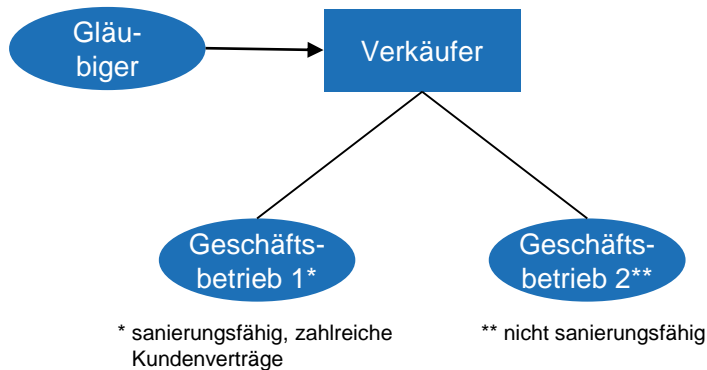 Gläu-
biger
Verkäufer
Geschäfts-
betrieb 1*
Geschäfts-
betrieb 2**
* sanierungsfähig, zahlreiche
Kundenverträge
** nicht sanierungsfähig